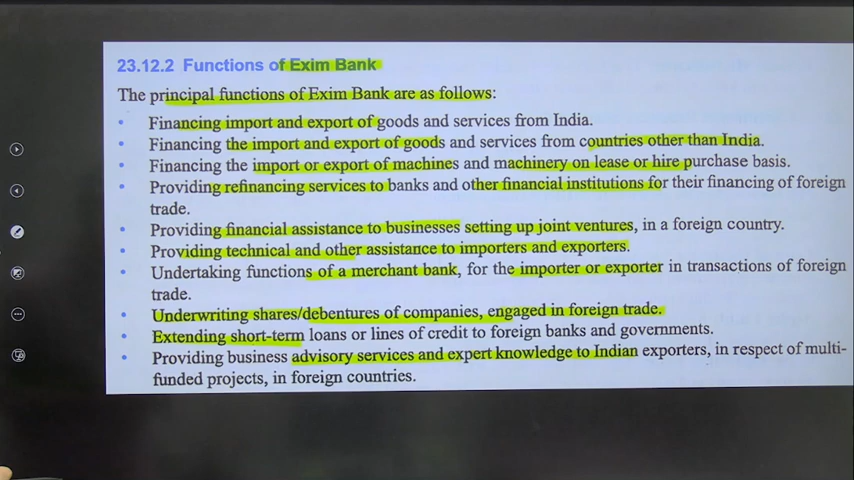 23.12.2 Functions of Exim Bank
The principal functions of Exim Bank are as follows:
• Financing import and export of goods and services from India.
• Financing the import and export of goods and services from countries other than India.
• Financing the import or export of machines and machinery on lease or hire purchase basis.
• Providing refinancing services to banks and other financial institutions for their financing of foreign
trade.
• Providing financial assistance to businesses setting up joint ventures, in a foreign country.
• Providing technical and other assistance to importers and exporters.
• Undertaking functions of a merchant bank, for the importer or exporter in transactions of foreign
trade.
• Underwriting shares/debentures of companies, engaged in foreign trade.
• Extending short-term loans or lines of credit to foreign banks and governments.
• Providing business advisory services and expert knowledge to Indian exporters, in respect of multi-
funded projects, in foreign countries.